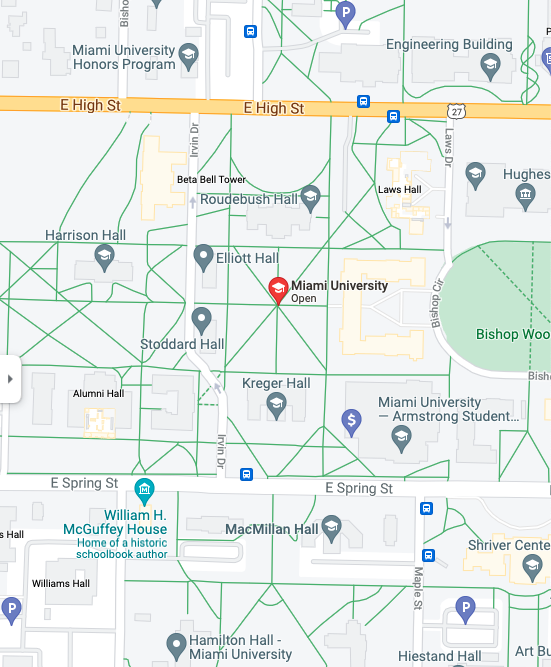 Bisho
P
Miami University
Honors Program
Engineering Building
P
E High St
E High St
27
Irvin Dr
Laws Dr
Beta Bell Tower
Laws Hall
Hughes
Roudebush Hall
Harrison Hall
Elliott Hall
Miami University
Open
Bishop Cir
Stoddard Hall
Bishop Woo
Bisho
Kreger Hall
Alumni Hall
Miami University
— Armstrong Student...
$
Irvin Dr
E Spring St
E Spring St
William H.
McGuffey House
Home of a historic
schoolbook author
MacMillan Hall
s Hall
Shriver Cente
Williams Hall
Maple St
P
P
Hamilton Hall -
Miami University
Hiestand Hall
Art Bu